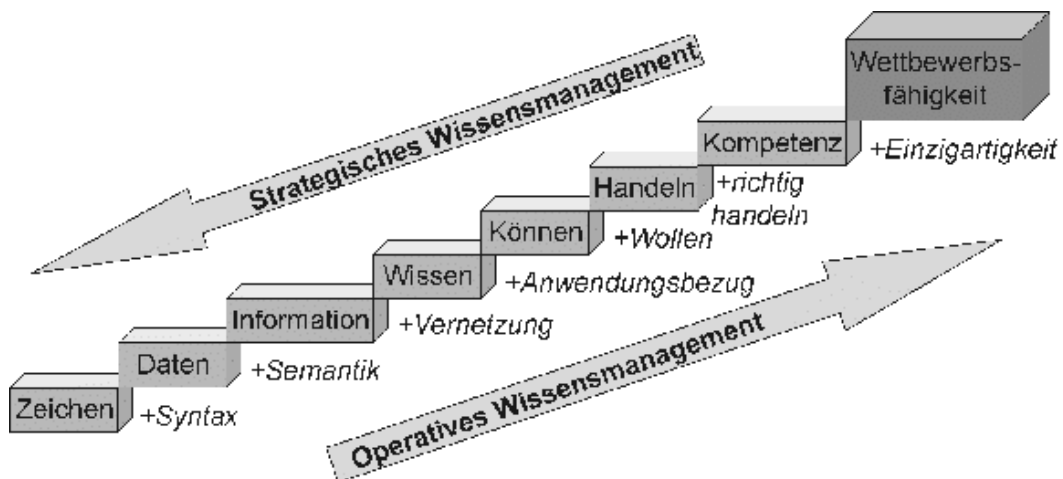 Wettbewerbs-
fähigkeit
Strategisches Wissensmanagement
Kompetenz
+Einzigartigkeit
Handeln
+richtig
handeln
Können
+Wollen
Wissen
+Anwendungsbezug
Information
+Vernetzung
Daten
+Semantik
Zeichen
+Syntax
Operatives Wissensmanagement